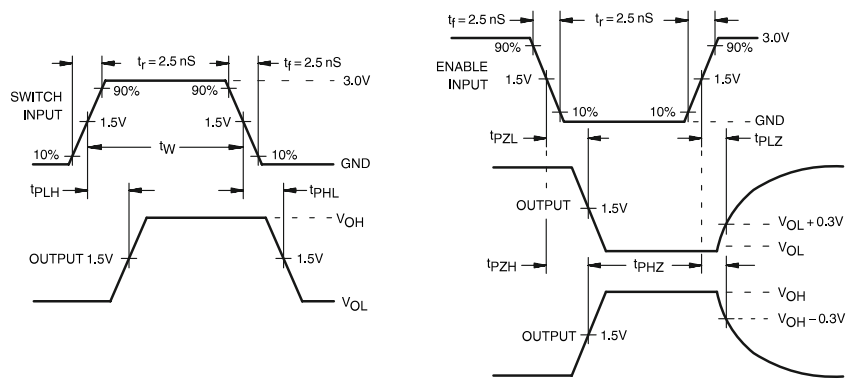 tr = 2.5 nS
tf = 2.5 nS
3.0V
90%
90%
SWITCH
INPUT
1.5V
1.5V
tW
10%
10%
GND
tPLH
tPHL
VOH
OUTPUT 1.5V
1.5V
VOL
tf = 2.5 nS
tr = 2.5 nS
3.0V
90%
90%
ENABLE
INPUT
1.5V
1.5V
10%
10%
GND
tPZL
tPLZ
OUTPUT
1.5V
VOL + 0.3V
VOL
tPZH
tPHZ
VOH
VOH − 0.3V
OUTPUT
1.5V